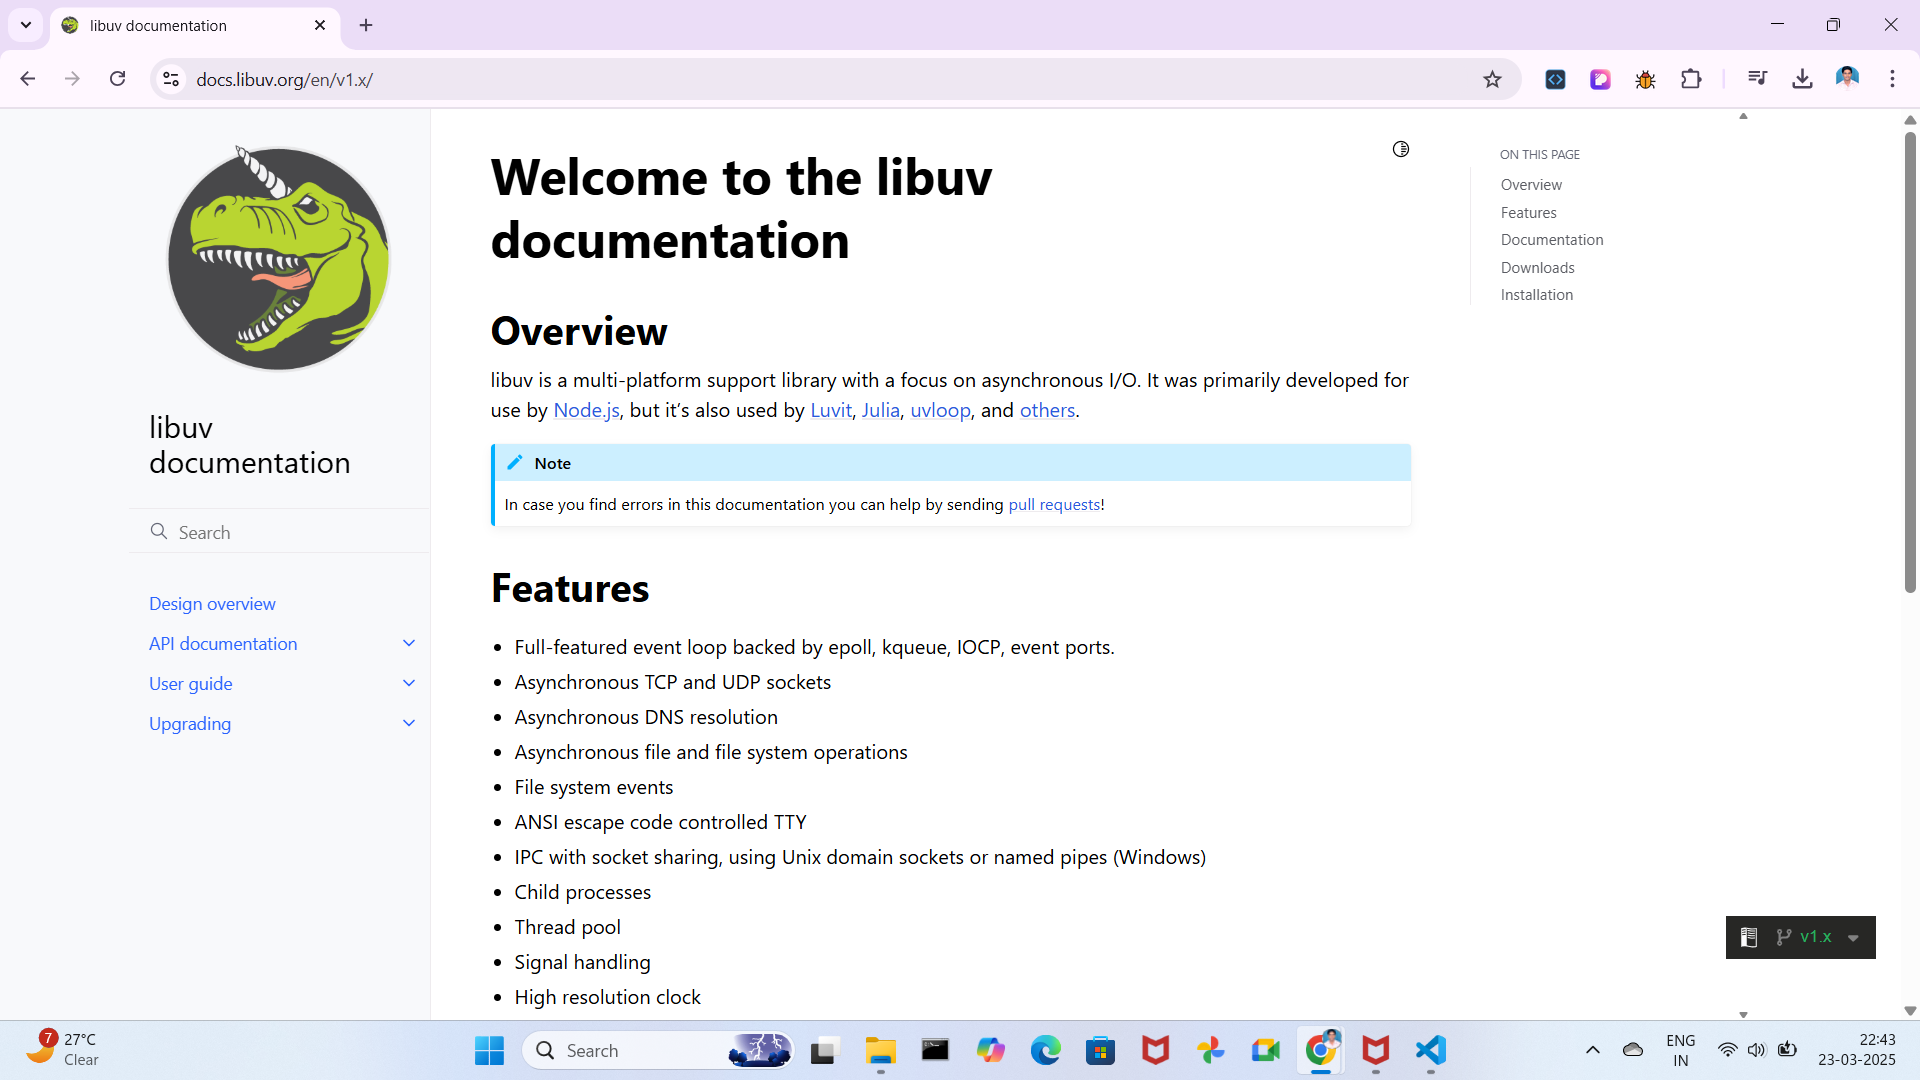 libuv documentation
docs.libuv.org/en/v1.x/
libuv
documentation
Search
Design overview
API documentation
User guide
Upgrading
Welcome to the libuv
documentation
Overview
libuv is a multi-platform support library with a focus on asynchronous I/O. It was primarily developed for
use by Node.js, but it’s also used by Luvit, Julia, uvloop, and others.
Note
In case you find errors in this documentation you can help by sending pull requests!
Features
• Full-featured event loop backed by epoll, kqueue, IOCP, event ports.
• Asynchronous TCP and UDP sockets
• Asynchronous DNS resolution
• Asynchronous file and file system operations
• File system events
• ANSI escape code controlled TTY
• IPC with socket sharing, using Unix domain sockets or named pipes (Windows)
• Child processes
• Thread pool
• Signal handling
• High resolution clock
ON THIS PAGE
Overview
Features
Documentation
Downloads
Installation
v1.x
7
27°C
Clear
Search
ENG
IN
22:43
23-03-2025